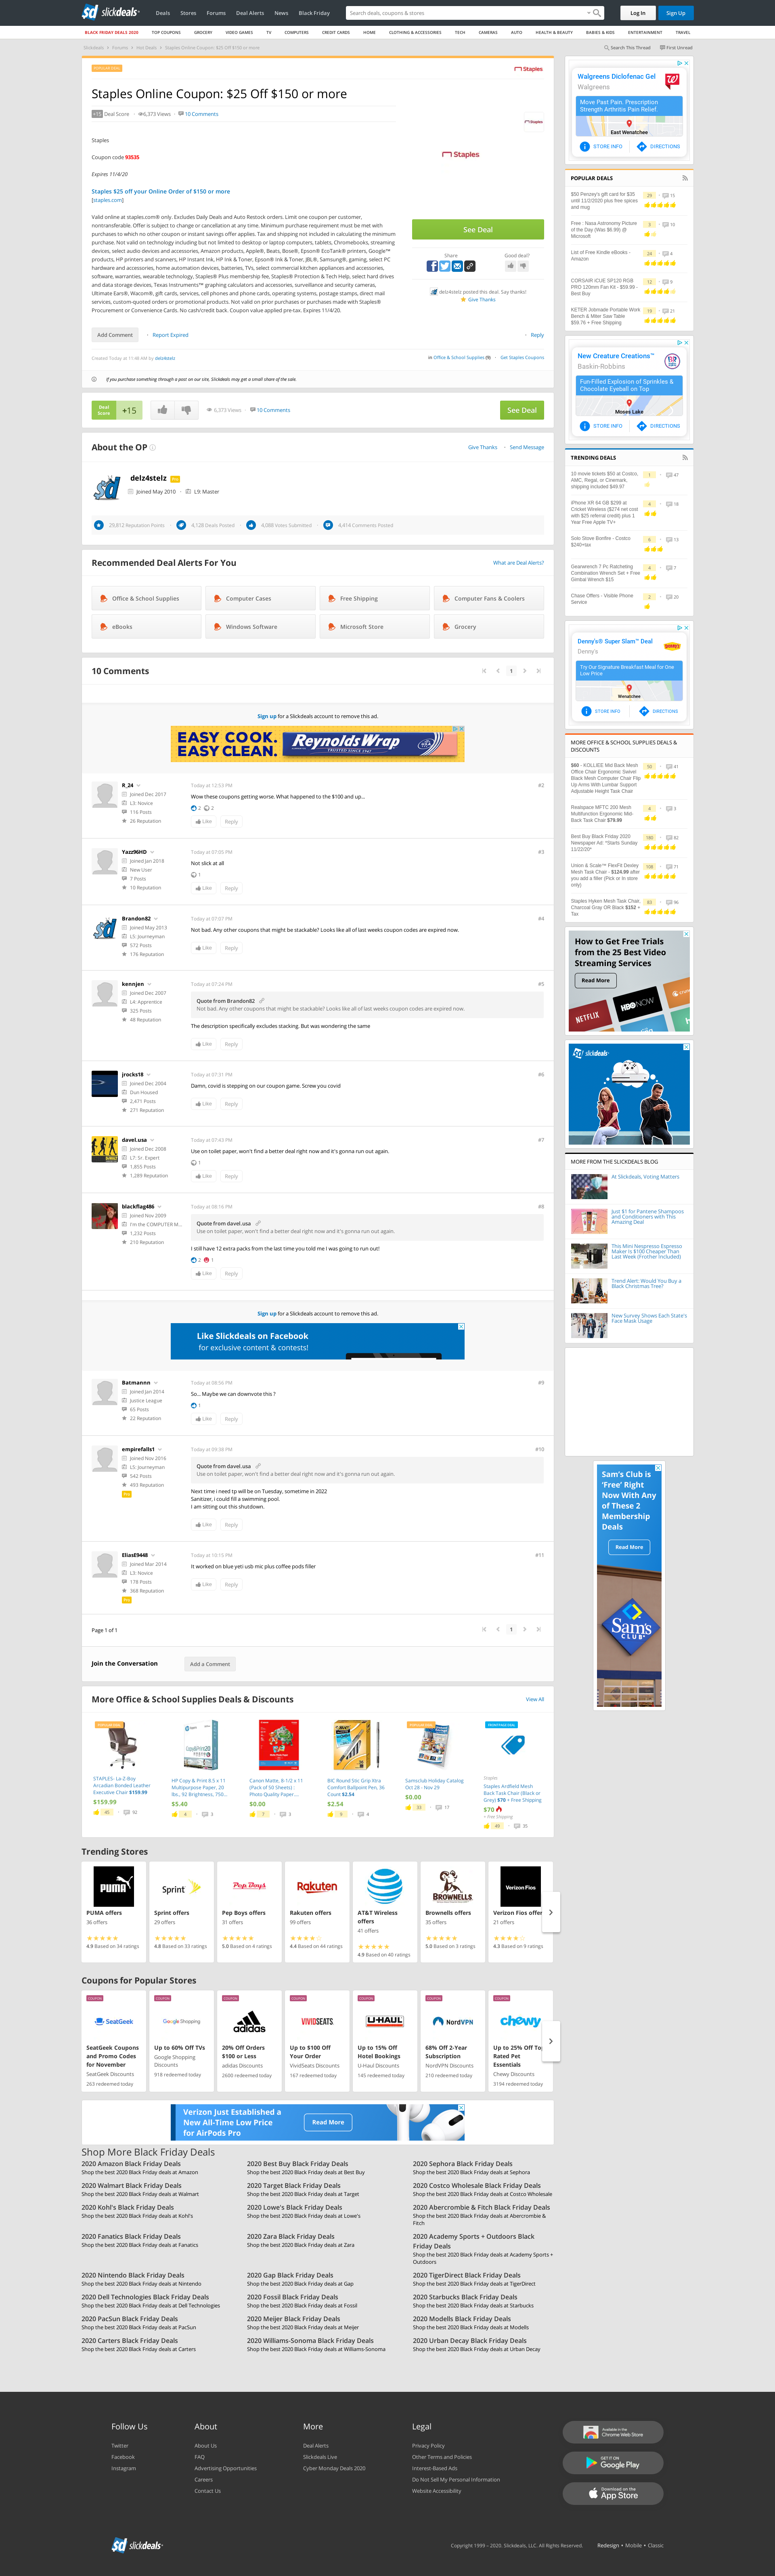 slickdeals
Deals Stores Forums Deal Alerts News Black Friday
Search deals, coupons & stores
Log In Sign Up
BLACK FRIDAY DEALS 2020 TOP COUPONS GROCERY VIDEO GAMES TV COMPUTERS CREDIT CARDS HOME CLOTHING & ACCESSORIES TECH CAMERAS AUTO HEALTH & BEAUTY BABIES & KIDS ENTERTAINMENT TRAVEL
Slickdeals > Forums > Hot Deals > Staples Online Coupon: $25 Off $150 or more
Search This Thread First Unread
Staples
Staples Online Coupon: $25 Off $150 or more
+15 Deal Score 6,373 Views 10 Comments
Staples
Coupon code 93535
Expires 11/4/20
Staples $25 off your Online Order of $150 or more
[staples.com]
Valid online at staples.com® only. Excludes Daily Deals and Auto Restock orders. Limit one coupon per customer,
nontransferable. Offer is subject to change or cancellation at any time. Minimum purchase requirement must be met with
purchases of eligible products, less discounts. Tax and shipping not included in calculating the minimum
purchase. Not valid on technology including but not limited to desktop or laptop computers, tablets, Chromebooks, streaming
devices, select audio devices and accessories, Amazon products, Apple®, Beats, Bose®, Epson® EcoTank® printers, Google™
products, HP printers and scanners, HP Instant Ink, HP Ink & Toner, Epson® Ink & Toner, JBL®, Samsung®, gaming, select PC
hardware and accessories, home automation devices, batteries, TVs, select commercial kitchen appliances and accessories,
software, warranties, wearable technology, Staples® Plus membership fee, Staples® Protection & Tech Help, select hard drives
and data storage devices, Texas Instruments™ graphing calculators and accessories, surveillance and security cameras,
Ultimate Ears®, Wacom®, gift cards, services, cell phones and phone cards, operating systems, postage stamps, direct mail
services, custom-order and customized printed products. Not valid on prior purchases or purchases made with Staples®
Procurement or Convenience Cards. No cash/credit back. Coupon value applied pre-tax. Expires 11/4/20.
Staples
Staples
See Deal
Share Good deal?
delz4stelz posted this deal. Say thanks!
Give Thanks
Add Comment Report Expired Reply
Created Today at 11:48 AM by delz4stelz
in Office & School Supplies (9) Get Staples Coupons
If you purchase something through a post on our site, Slickdeals may get a small share of the sale.
Deal Score +15 6,373 Views 10 Comments See Deal
About the OP
Give Thanks Send Message
delz4stelz Pro
Joined May 2010 L9: Master
29,812 Reputation Points 4,128 Deals Posted 4,088 Votes Submitted 4,414 Comments Posted
Recommended Deal Alerts For You
What are Deal Alerts?
Office & School Supplies Computer Cases Free Shipping Computer Fans & Coolers
eBooks Windows Software Microsoft Store Grocery
10 Comments
1
Sign up for a Slickdeals account to remove this ad.
EASY COOK. EASY CLEAN. Reynolds Wrap
R_24 Today at 12:53 PM #2
Joined Dec 2017
L3: Novice
116 Posts
26 Reputation
Wow these coupons getting worse. What happened to the $100 and up...
2 2
Like Reply
Yazz96HD Today at 07:05 PM #3
Joined Jan 2018
New User
7 Posts
10 Reputation
Not slick at all
1
Like Reply
Brandon82 Today at 07:07 PM #4
Joined May 2013
L5: Journeyman
572 Posts
176 Reputation
Not bad. Any other coupons that might be stackable? Looks like all of last weeks coupon codes are expired now.
Like Reply
kennjen Today at 07:24 PM #5
Joined Dec 2007
L4: Apprentice
325 Posts
48 Reputation
Quote from Brandon82
Not bad. Any other coupons that might be stackable? Looks like all of last weeks coupon codes are expired now.
The description specifically excludes stacking. But was wondering the same
Like Reply
jrocks18 Today at 07:31 PM #6
Joined Dec 2004
Dun Housed
2,471 Posts
271 Reputation
Damn, covid is stepping on our coupon game. Screw you covid
Like Reply
davel.usa Today at 07:43 PM #7
Joined Dec 2008
L7: Sr. Expert
1,855 Posts
1,289 Reputation
Use on toilet paper, won't find a better deal right now and it's gonna run out again.
1
Like Reply
blackflag486 Today at 08:16 PM #8
Joined Nov 2009
I'm the COMPUTER M...
1,232 Posts
210 Reputation
Quote from davel.usa
Use on toilet paper, won't find a better deal right now and it's gonna run out again.
I still have 12 extra packs from the last time you told me I was going to run out!
2 1
Like Reply
Sign up for a Slickdeals account to remove this ad.
Like Slickdeals on Facebook
for exclusive content & contests!
Batmannn Today at 08:56 PM #9
Joined Jan 2014
Justice League
65 Posts
22 Reputation
So... Maybe we can downvote this ?
1
Like Reply
empirefalls1 Today at 09:38 PM #10
Joined Nov 2016
L5: Journeyman
542 Posts
493 Reputation
Pro
Quote from davel.usa
Use on toilet paper, won't find a better deal right now and it's gonna run out again.
Next time i need tp will be on Tuesday, sometime in 2022
Sanitizer, i could fill a swimming pool.
I am sitting out this shutdown.
Like Reply
EliasE9448 Today at 10:15 PM #11
Joined Mar 2014
L3: Novice
178 Posts
368 Reputation
Pro
It worked on blue yeti usb mic plus coffee pods filler
Like Reply
Page 1 of 1
1
Join the Conversation Add a Comment
More Office & School Supplies Deals & Discounts View All
STAPLES- La-Z-Boy Arcadian Bonded Leather Executive Chair $159.99
$159.99
HP Copy & Print 8.5 x 11 Multipurpose Paper, 20 lbs., 92 Brightness, 750...
$5.40
Canon Matte, 8-1/2 x 11 (Pack of 50 Sheets) Photo Quality Paper...
$0.00
BIC Round Stic Grip Xtra Comfort Ballpoint Pen, 36 Count $2.54
$2.54
Samsclub Holiday Catalog Oct 28 - Nov 29
$0.00
Staples
Staples Ardfield Mesh Back Task Chair (Black or Grey) $70 + Free Shipping
$70
+ Free Shipping
Trending Stores
PUMA offers
36 offers
4.9 Based on 34 ratings
Sprint offers
29 offers
4.8 Based on 33 ratings
Pep Boys offers
31 offers
5.0 Based on 4 ratings
Rakuten offers
99 offers
4.4 Based on 44 ratings
AT&T Wireless offers
41 offers
4.9 Based on 40 ratings
Brownells offers
35 offers
5.0 Based on 3 ratings
Verizon Fios offers
21 offers
4.3 Based on 9 ratings
Coupons for Popular Stores
SeatGeek Coupons and Promo Codes for November
SeatGeek Discounts
263 redeemed today
Up to 60% Off TVs
Google Shopping Discounts
918 redeemed today
20% Off Orders $100 or Less
adidas Discounts
2600 redeemed today
Up to $100 Off Your Order
VividSeats Discounts
167 redeemed today
Up to 15% Off Hotel Bookings
U-Haul Discounts
145 redeemed today
68% Off 2-Year Subscription
NordVPN Discounts
210 redeemed today
Up to 25% Off Top Rated Pet Essentials
Chewy Discounts
3194 redeemed today
Verizon Just Established a
New All-Time Low Price
for AirPods Pro
Read More
Shop More Black Friday Deals
2020 Amazon Black Friday Deals
Shop the best 2020 Black Friday deals at Amazon
2020 Best Buy Black Friday Deals
Shop the best 2020 Black Friday deals at Best Buy
2020 Sephora Black Friday Deals
Shop the best 2020 Black Friday deals at Sephora
2020 Walmart Black Friday Deals
Shop the best 2020 Black Friday deals at Walmart
2020 Target Black Friday Deals
Shop the best 2020 Black Friday deals at Target
2020 Costco Wholesale Black Friday Deals
Shop the best 2020 Black Friday deals at Costco Wholesale
2020 Kohl's Black Friday Deals
Shop the best 2020 Black Friday deals at Kohl's
2020 Lowe's Black Friday Deals
Shop the best 2020 Black Friday deals at Lowe's
2020 Abercrombie & Fitch Black Friday Deals
Shop the best 2020 Black Friday deals at Abercrombie & Fitch
2020 Fanatics Black Friday Deals
Shop the best 2020 Black Friday deals at Fanatics
2020 Zara Black Friday Deals
Shop the best 2020 Black Friday deals at Zara
2020 Academy Sports + Outdoors Black Friday Deals
Shop the best 2020 Black Friday deals at Academy Sports + Outdoors
2020 Nintendo Black Friday Deals
Shop the best 2020 Black Friday deals at Nintendo
2020 Gap Black Friday Deals
Shop the best 2020 Black Friday deals at Gap
2020 TigerDirect Black Friday Deals
Shop the best 2020 Black Friday deals at TigerDirect
2020 Dell Technologies Black Friday Deals
Shop the best 2020 Black Friday deals at Dell Technologies
2020 Fossil Black Friday Deals
Shop the best 2020 Black Friday deals at Fossil
2020 Starbucks Black Friday Deals
Shop the best 2020 Black Friday deals at Starbucks
2020 PacSun Black Friday Deals
Shop the best 2020 Black Friday deals at PacSun
2020 Meijer Black Friday Deals
Shop the best 2020 Black Friday deals at Meijer
2020 Modells Black Friday Deals
Shop the best 2020 Black Friday deals at Modells
2020 Carters Black Friday Deals
Shop the best 2020 Black Friday deals at Carters
2020 Williams-Sonoma Black Friday Deals
Shop the best 2020 Black Friday deals at Williams-Sonoma
2020 Urban Decay Black Friday Deals
Shop the best 2020 Black Friday deals at Urban Decay
Walgreens Diclofenac Gel
Walgreens
Move Past Pain. Prescription Strength Arthritis Pain Relief.
East Wenatchee
STORE INFO DIRECTIONS
POPULAR DEALS
$50 Penzey's gift card for $35 until 11/2/2020 plus free spices and mug
Free : Nasa Astronomy Picture of the Day (Was $6.99) @ Microsoft
List of Free Kindle eBooks - Amazon
CORSAIR iCUE SP120 RGB PRO 120mm Fan Kit - $59.99 - Best Buy
KETER Jobmade Portable Work Bench & Miter Saw Table $59.76 + Free Shipping
New Creature Creations™
Baskin-Robbins
Fun-Filled Explosion of Sprinkles & Chocolate Eyeball on Top
Moses Lake
STORE INFO DIRECTIONS
TRENDING DEALS
10 movie tickets $50 at Costco, AMC, Regal, or Cinemark, shipping included $49.97
iPhone XR 64 GB $299 at Cricket Wireless ($274 net cost with $25 referral credit) plus 1 Year Free Apple TV+
Solo Stove Bonfire - Costco $240+tax
Gearwrench 7 Pc Ratcheting Combination Wrench Set + Free Gimbal Wrench $15
Chase Offers - Visible Phone Service
Denny's® Super Slam™ Deal
Denny's
Try Our Signature Breakfast Meal for One Low Price
Wenatchee
STORE INFO DIRECTIONS
MORE OFFICE & SCHOOL SUPPLIES DEALS & DISCOUNTS
$60 - KOLLIEE Mid Back Mesh Office Chair Ergonomic Swivel Black Mesh Computer Chair Flip Up Arms With Lumbar Support Adjustable Height Task Chair
Realspace MFTC 200 Mesh Multifunction Ergonomic Mid-Back Task Chair $79.99
Best Buy Black Friday 2020 Newspaper Ad: *Starts Sunday 11/22/20*
Union & Scale™ FlexFit Dexley Mesh Task Chair - $124.99 after you add a filler (Pick or In store only)
Staples Hyken Mesh Task Chair, Charcoal Gray OR Black $152 + Tax
How to Get Free Trials from the 25 Best Video Streaming Services
Read More
NETFLIX HBO NOW
slickdeals
MORE FROM THE SLICKDEALS BLOG
At Slickdeals, Voting Matters
Just $1 for Pantene Shampoos and Conditioners with This Amazing Deal
This Mini Nespresso Espresso Maker Is $100 Cheaper Than Last Week (Frother Included)
Trend Alert: Would You Buy a Black Christmas Tree?
New Survey Shows Each State's Face Mask Usage
Sam's Club is 'Free' Right Now With Any of These 2 Membership Deals
Read More
Sam's CLUB
Follow Us
Twitter
Facebook
Instagram
About
About Us
FAQ
Advertising Opportunities
Careers
Contact Us
More
Deal Alerts
Slickdeals Live
Cyber Monday Deals 2020
Legal
Privacy Policy
Other Terms and Policies
Interest-Based Ads
Do Not Sell My Personal Information
Website Accessibility
Available in the Chrome Web Store
GET IT ON Google Play
Download on the App Store
slickdeals
Copyright 1999 – 2020. Slickdeals, LLC. All Rights Reserved.
Redesign • Mobile • Classic